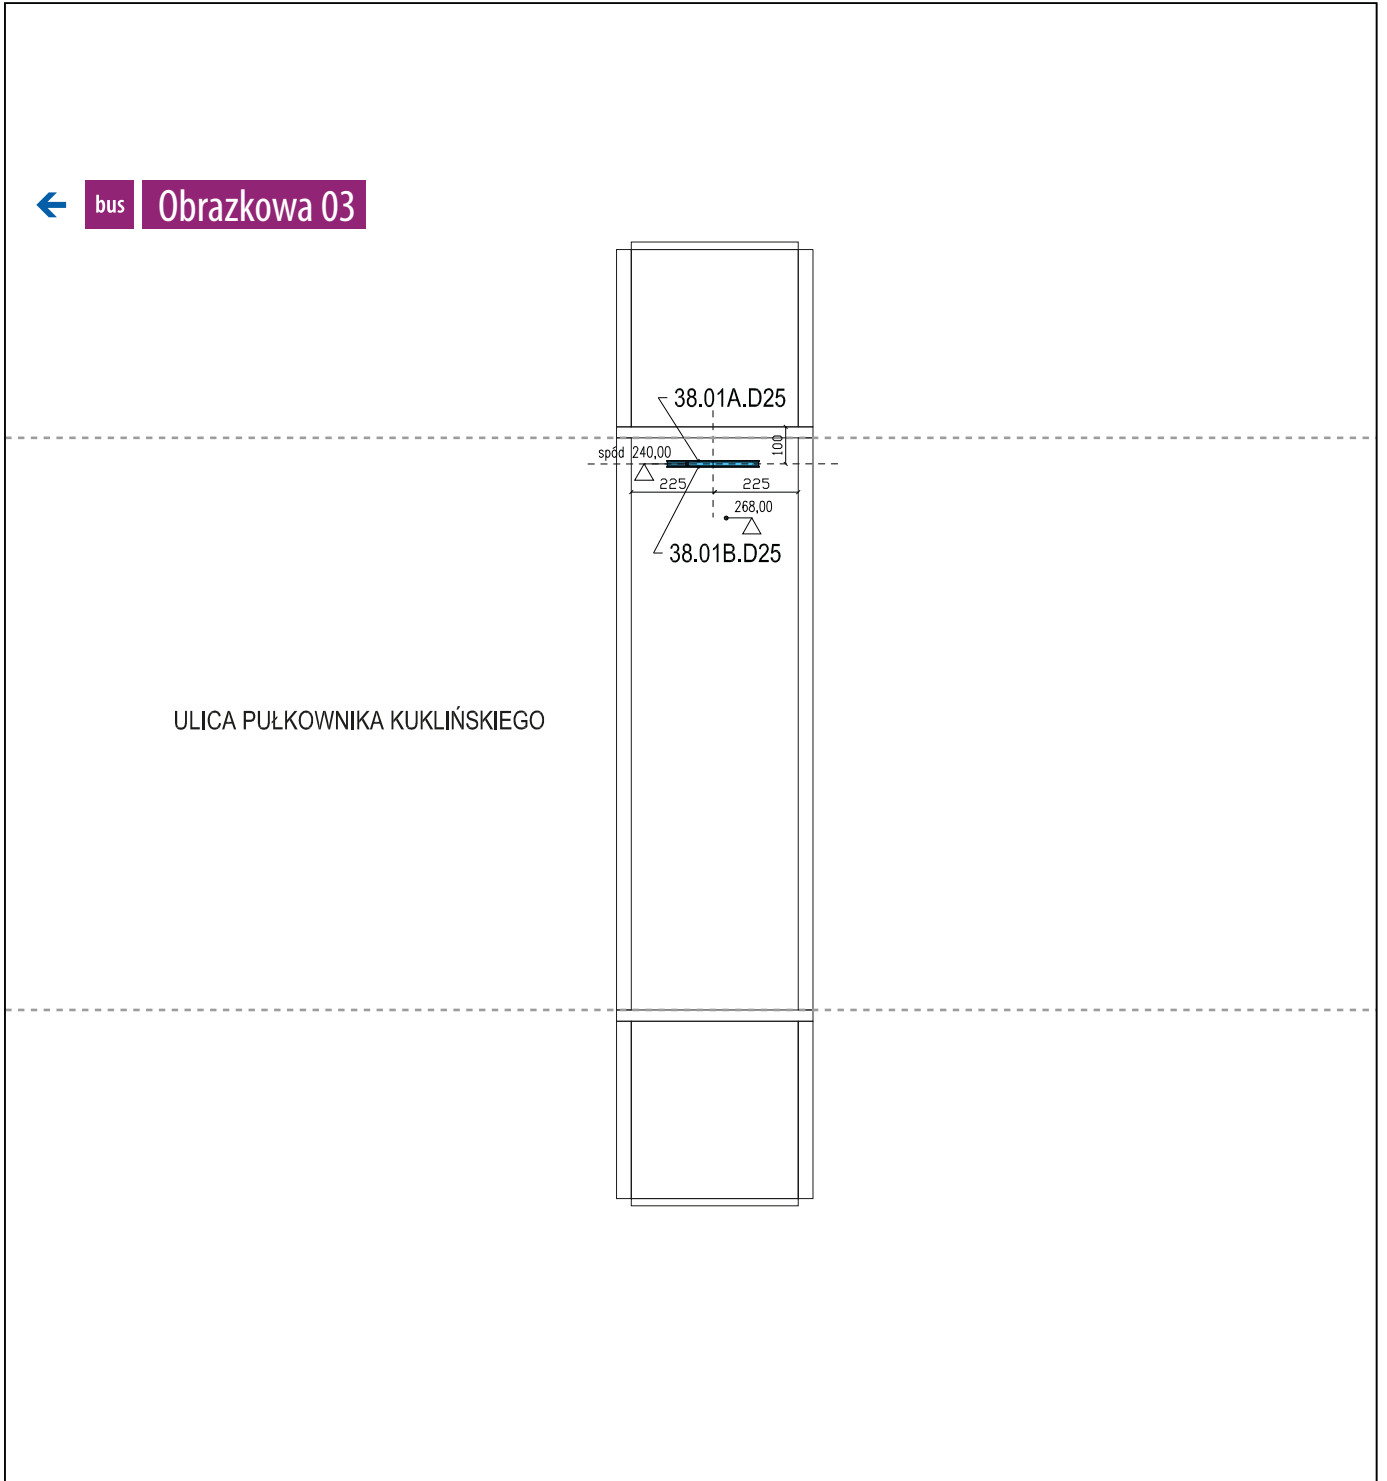 bus Obrazkowa 03
38.01A.D25
100
spód 240,00
225 225
268,00
38.01B.D25
ULICA PUŁKOWNIKA KUKLIŃSKIEGO